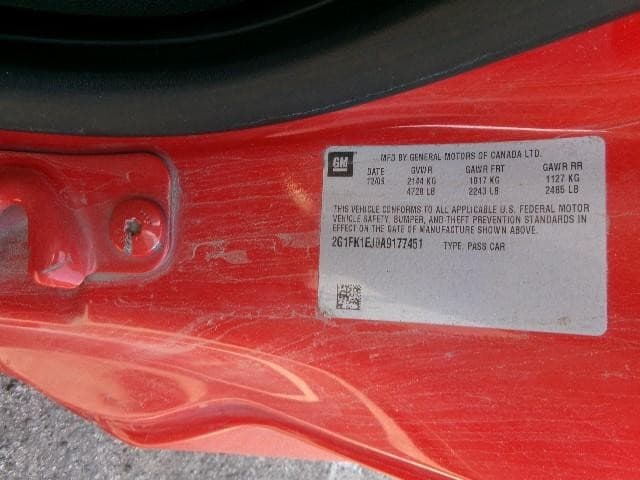 GM MFD BY GENERAL MOTORS OF CANADA LTD.
DATE GVWR GAWR FRT GAWR RR
12/09 2144 KG 1017 KG 1127 KG
4728 LB 2243 LB 2485 LB
THIS VEHICLE CONFORMS TO ALL APPLICABLE U.S. FEDERAL MOTOR
VEHICLE SAFETY, BUMPER, AND THEFT PREVENTION STANDARDS IN
EFFECT ON THE DATE OF MANUFACTURE SHOWN ABOVE.
2G1FK1EJ0A9177451 TYPE: PASS CAR